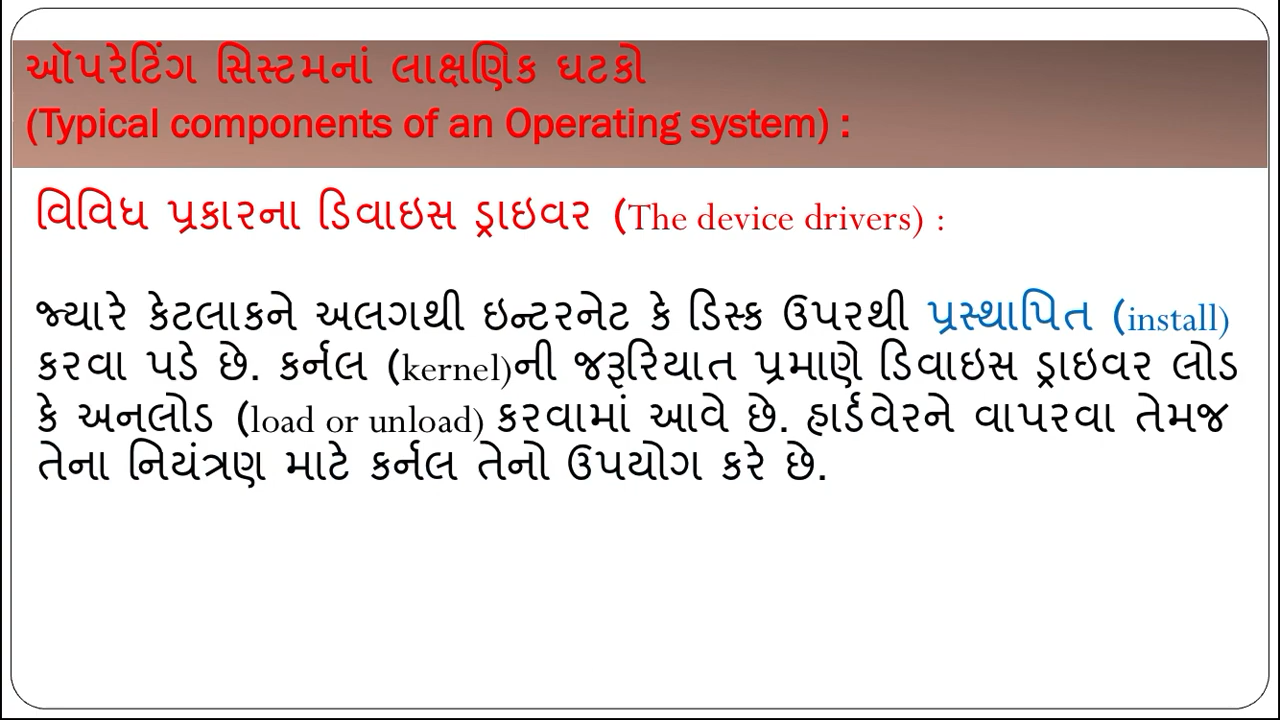 ઑપરેટિંગ સિસ્ટમનાં લાક્ષણિક ઘટકો
(Typical components of an Operating system) :
વિવિધ પ્રકારના ડિવાઇસ ડ્રાઇવર (The device drivers) :
જ્યારે કેટલાકને અલગથી ઇન્ટરનેટ કે ડિસ્ક ઉપરથી પ્રસ્થાપિત (install)
કરવા પડે છે. કર્નલ (kernel)ની જરૂરિયાત પ્રમાણે ડિવાઇસ ડ્રાઇવર લોડ
કે અનલોડ (load or unload) કરવામાં આવે છે. હાર્ડવેરને વાપરવા તેમજ
તેના નિયંત્રણ માટે કર્નલ તેનો ઉપયોગ કરે છે.